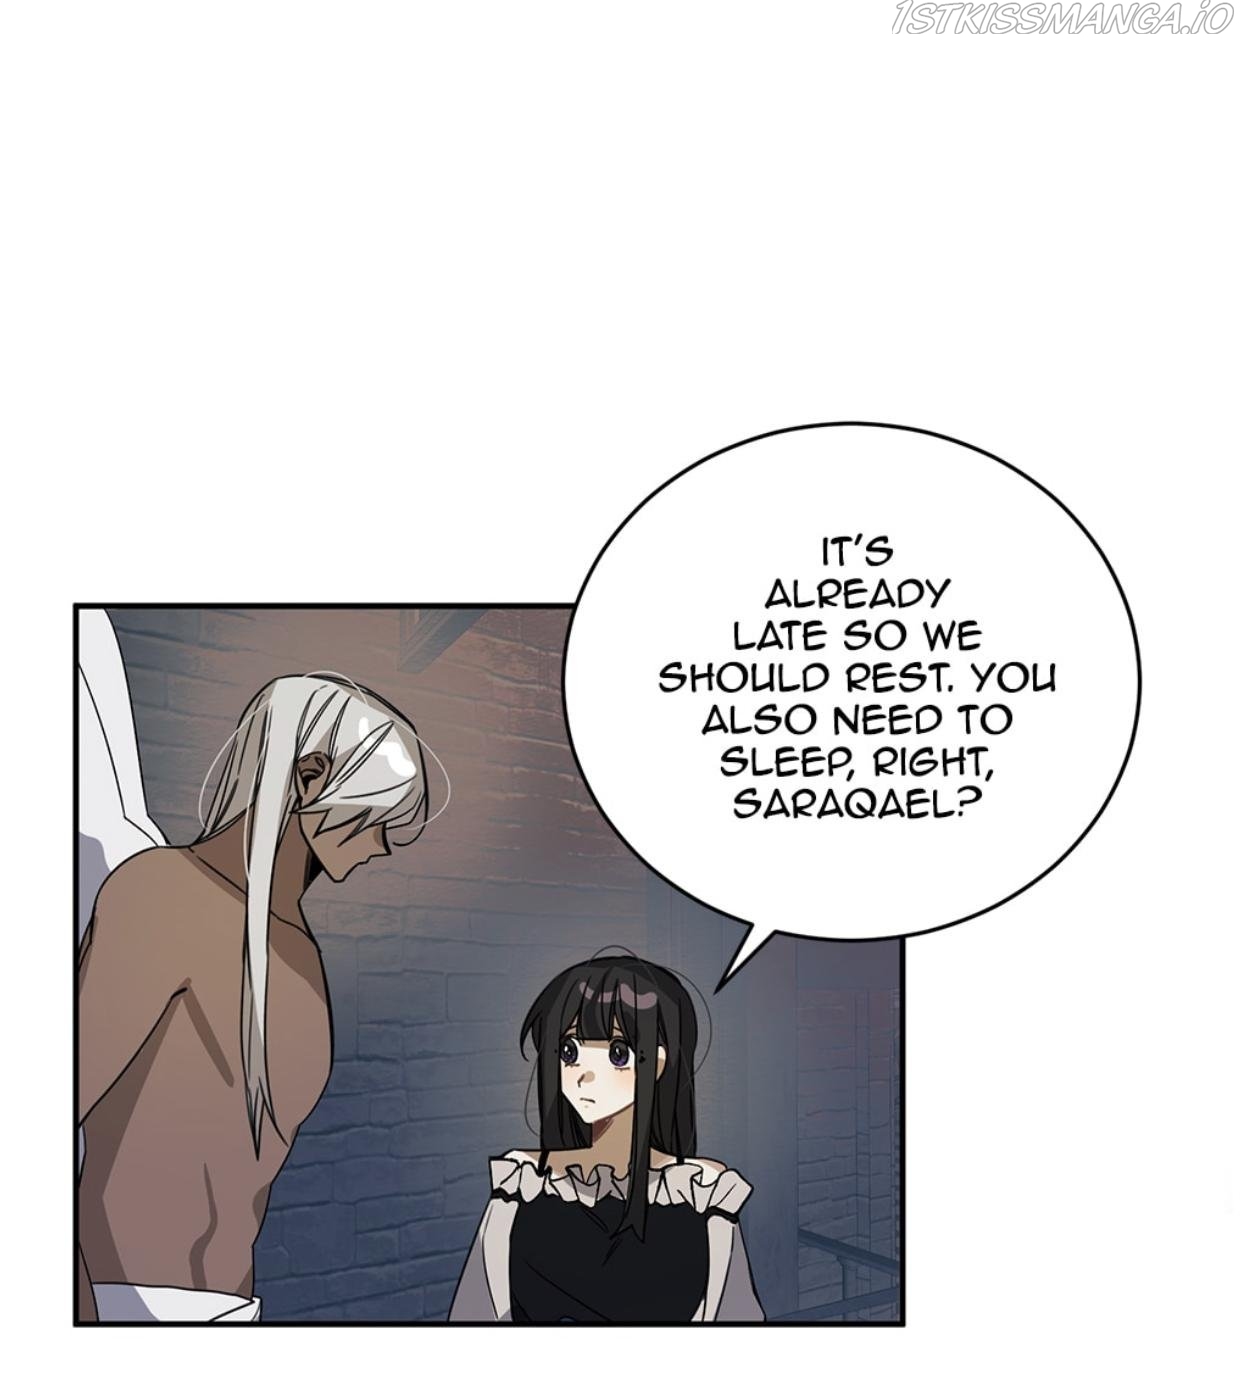 1STKISSMANGA.IO
IT'S
ALREADY
LATE SO WE
SHOULD REST. YOU
ALSO NEED TO
SLEEP, RIGHT,
SARAQAEL?